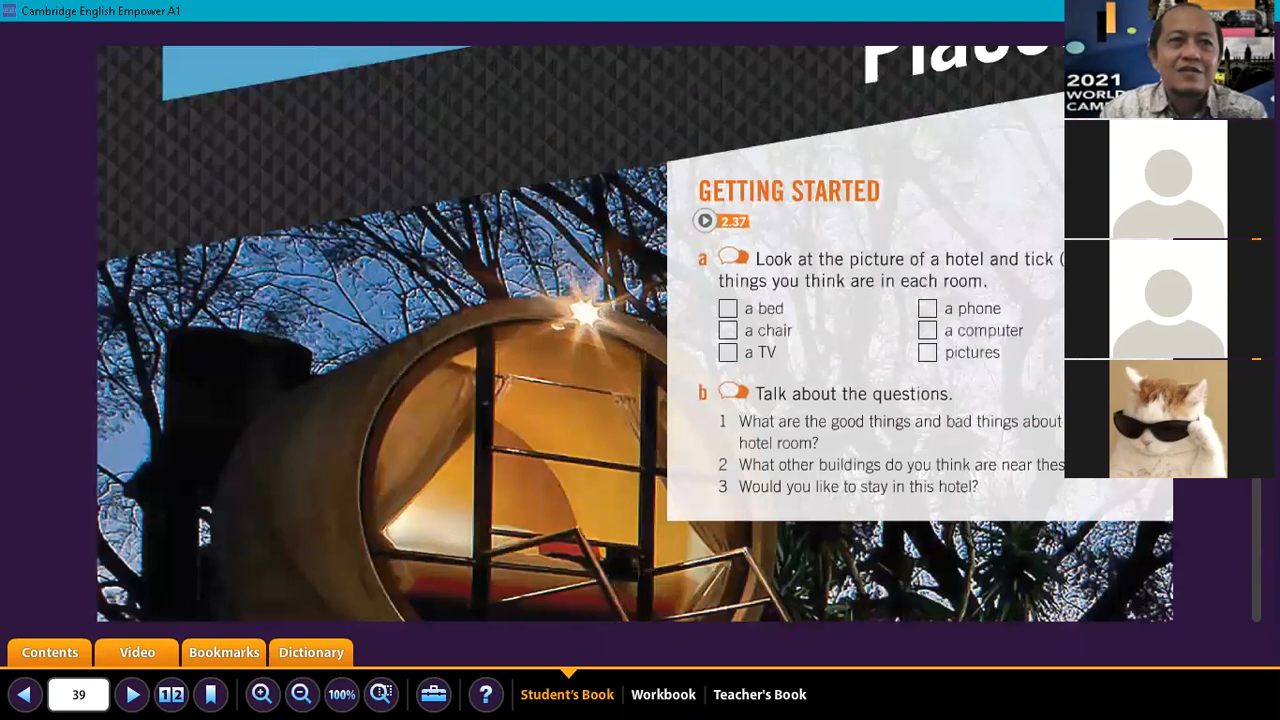 Cambridge English Empower A1
Place
2021
WORLD
CAM
GETTING STARTED
2.37
a Look at the picture of a hotel and tick (
things you think are in each room.
a bed
a phone
a chair
a computer
a TV
pictures
b Talk about the questions.
1 What are the good things and bad things about
hotel room?
2 What other buildings do you think are near thes
3 Would you like to stay in this hotel?
Contents
Video
Bookmarks
Dictionary
39
1 2
100%
?
Student's Book
Workbook
Teacher's Book